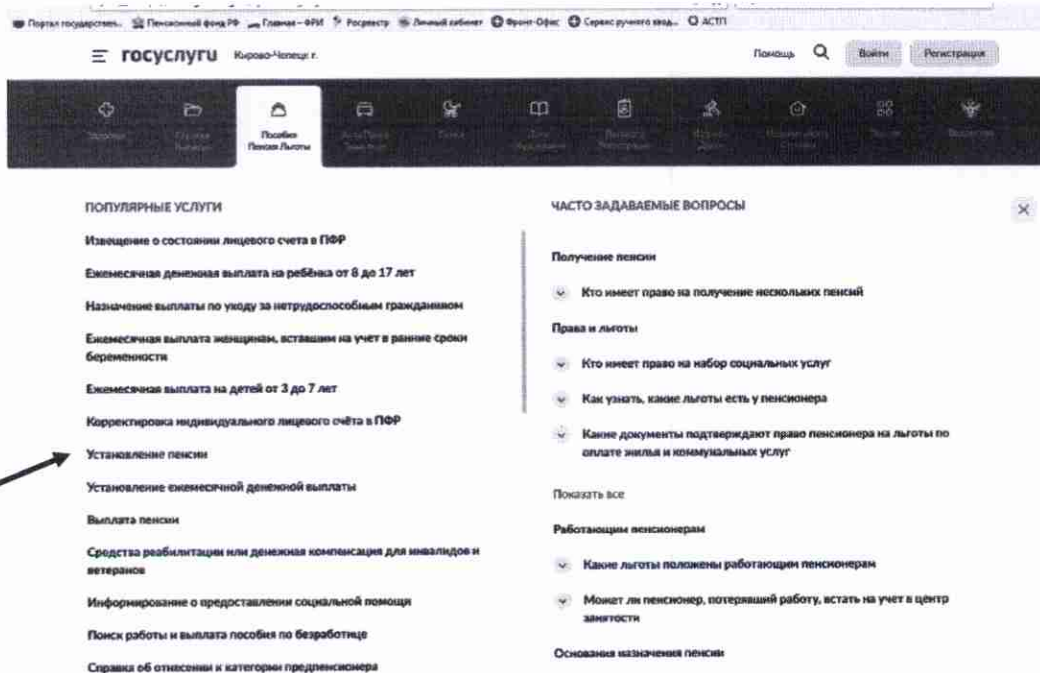 Портал государствен.. Пенсионный фонд РФ Главная - ФРИ Росреестр Личный кабинет Фронт-Офис Сервис ручного ввод.. АСТП
госуслуги Кирово-Чепецк г. Помощь Войти Регистрация
Пособия
Пенсия Льготы
ПОПУЛЯРНЫЕ УСЛУГИ
Извещение о состоянии лицевого счета в ПФР
Ежемесячная денежная выплата на ребёнка от 8 до 17 лет
Назначение выплаты по уходу за нетрудоспособным гражданином
Ежемесячная выплата женщинам, вставшим на учет в ранние сроки
беременности
Ежемесячная выплата на детей от 3 до 7 лет
Корректировка индивидуального лицевого счёта в ПФР
Установление пенсии
Установление ежемесячной денежной выплаты
Выплата пенсии
Средства реабилитации или денежная компенсация для инвалидов и
ветеранов
Информирование о предоставлении социальной помощи
Поиск работы и выплата пособия по безработице
Справка об отнесении к категории предпенсионера
ЧАСТО ЗАДАВАЕМЫЕ ВОПРОСЫ
Получение пенсии
Кто имеет право на получение нескольких пенсий
Права и льготы
Кто имеет право на набор социальных услуг
Как узнать, какие льготы есть у пенсионера
Какие документы подтверждают право пенсионера на льготы по
оплате жилья и коммунальных услуг
Показать все
Работающим пенсионерам
Какие льготы положены работающим пенсионерам
Может ли пенсионер, потерявший работу, встать на учет в центр
занятости
Основания назначения пенсии